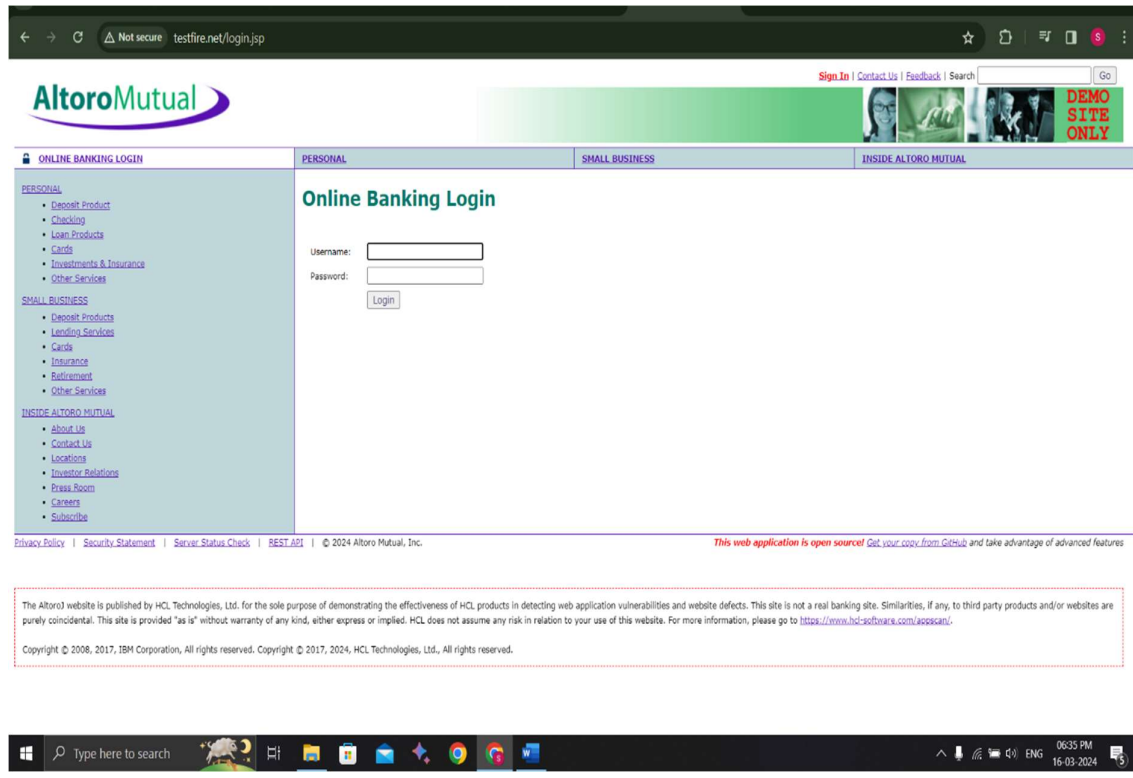 Not secure testfire.net/login.jsp
S
Sign In | Contact Us | Feedback | Search Go
AltoroMutual
DEMO
SITE
ONLY
ONLINE BANKING LOGIN
PERSONAL
SMALL BUSINESS
INSIDE ALTORO MUTUAL
PERSONAL
• Deposit Product
• Checking
• Loan Products
• Cards
• Investments & Insurance
• Other Services
SMALL BUSINESS
• Deposit Products
• Lending Services
• Cards
• Insurance
• Retirement
• Other Services
INSIDE ALTORO MUTUAL
• About Us
• Contact Us
• Locations
• Investor Relations
• Press Room
• Careers
• Subscribe
Online Banking Login
Username:
Password:
Login
Privacy Policy | Security Statement | Server Status Check | REST API | © 2024 Altoro Mutual, Inc.
This web application is open source! Get your copy from GitHub and take advantage of advanced features
The AltoroJ website is published by HCL Technologies, Ltd. for the sole purpose of demonstrating the effectiveness of HCL products in detecting web application vulnerabilities and website defects. This site is not a real banking site. Similarities, if any, to third party products and/or websites are
purely coincidental. This site is provided "as is" without warranty of any kind, either express or implied. HCL does not assume any risk in relation to your use of this website. For more information, please go to https://www.hcl-software.com/appscan/.
Copyright © 2008, 2017, IBM Corporation, All rights reserved. Copyright © 2017, 2024, HCL Technologies, Ltd., All rights reserved.
Type here to search
ENG
06:35 PM
16-03-2024
5